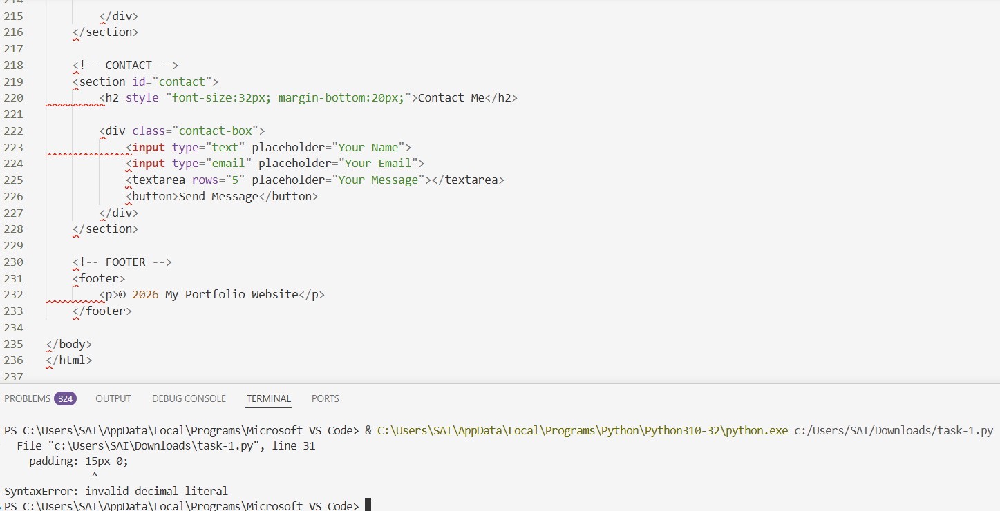 214
215 </div>
216 </section>
217
218 <!-- CONTACT -->
219 <section id="contact">
220 <h2 style="font-size:32px; margin-bottom:20px;">Contact Me</h2>
221
222 <div class="contact-box">
223 <input type="text" placeholder="Your Name">
224 <input type="email" placeholder="Your Email">
225 <textarea rows="5" placeholder="Your Message"></textarea>
226 <button>Send Message</button>
227 </div>
228 </section>
229
230 <!-- FOOTER -->
231 <footer>
232 <p>© 2026 My Portfolio Website</p>
233 </footer>
234
235 </body>
236 </html>
237
PROBLEMS 324 OUTPUT DEBUG CONSOLE TERMINAL PORTS
PS C:\Users\SAI\AppData\Local\Programs\Microsoft VS Code> & C:\Users\SAI\AppData\Local\Programs\Python\Python310-32\python.exe c:/Users/SAI/Downloads/task-1.py
File "c:\Users\SAI\Downloads\task-1.py", line 31
padding: 15px 0;
^
SyntaxError: invalid decimal literal
PS C:\Users\SAI\AppData\Local\Programs\Microsoft VS Code>